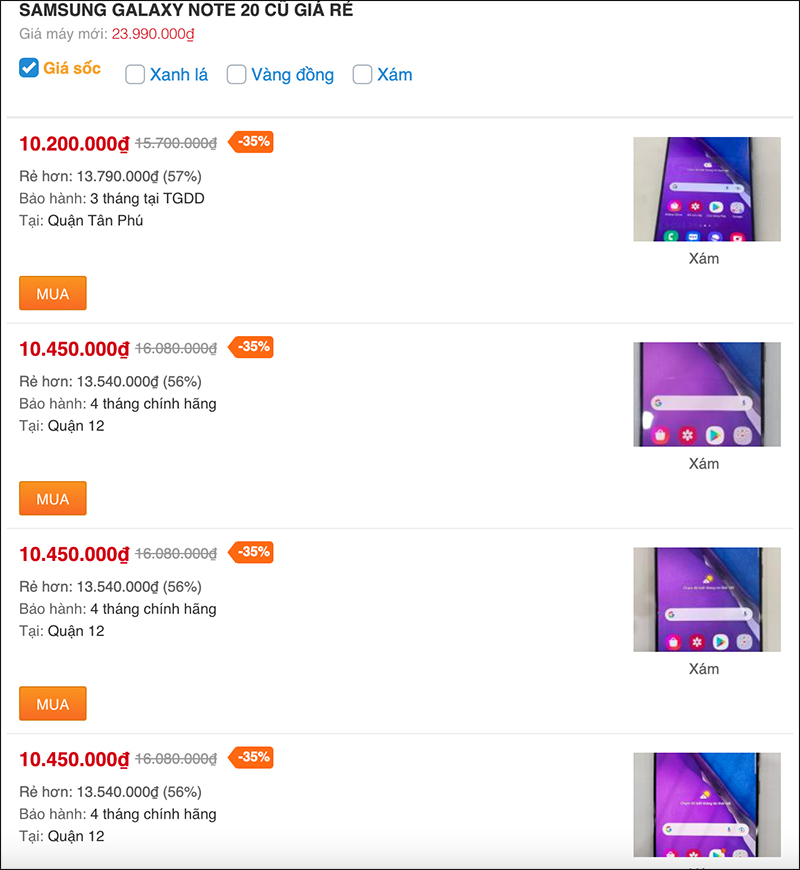 SAMSUNG GALAXY NOTE 20 CŨ GIÁ RẺ
Giá máy mới: 23.990.000₫
Giá sốc Xanh lá Vàng đồng Xám
10.200.000₫ 15.700.000₫ -35%
Rẻ hơn: 13.790.000₫ (57%)
Bảo hành: 3 tháng tại TGDD
Tại: Quận Tân Phú
Xám
MUA
10.450.000₫ 16.080.000₫ -35%
Rẻ hơn: 13.540.000₫ (56%)
Bảo hành: 4 tháng chính hãng
Tại: Quận 12
Xám
MUA
10.450.000₫ 16.080.000₫ -35%
Rẻ hơn: 13.540.000₫ (56%)
Bảo hành: 4 tháng chính hãng
Tại: Quận 12
Xám
MUA
10.450.000₫ 16.080.000₫ -35%
Rẻ hơn: 13.540.000₫ (56%)
Bảo hành: 4 tháng chính hãng
Tại: Quận 12